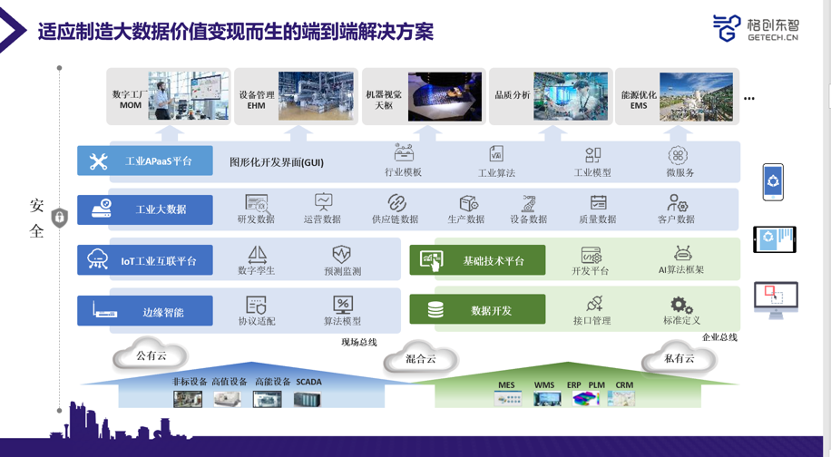 适应制造大数据价值变现而生的端到端解决方案
格创东智
GETECH.CN
数字工厂
MOM
设备管理
EHM
机器视觉
天枢
品质分析
能源优化
EMS
...
工业APaaS平台
图形化开发界面(GUI)
行业模板
工业算法
工业模型
微服务
安全
工业大数据
研发数据
运营数据
供应链数据
生产数据
设备数据
质量数据
客户数据
IoT工业互联平台
数字孪生
预测监测
基础技术平台
开发平台
AI算法框架
边缘智能
协议适配
算法模型
数据开发
接口管理
标准定义
现场总线
企业总线
公有云
混合云
私有云
非标设备 高值设备 高能设备 SCADA
MES WMS ERP PLM CRM